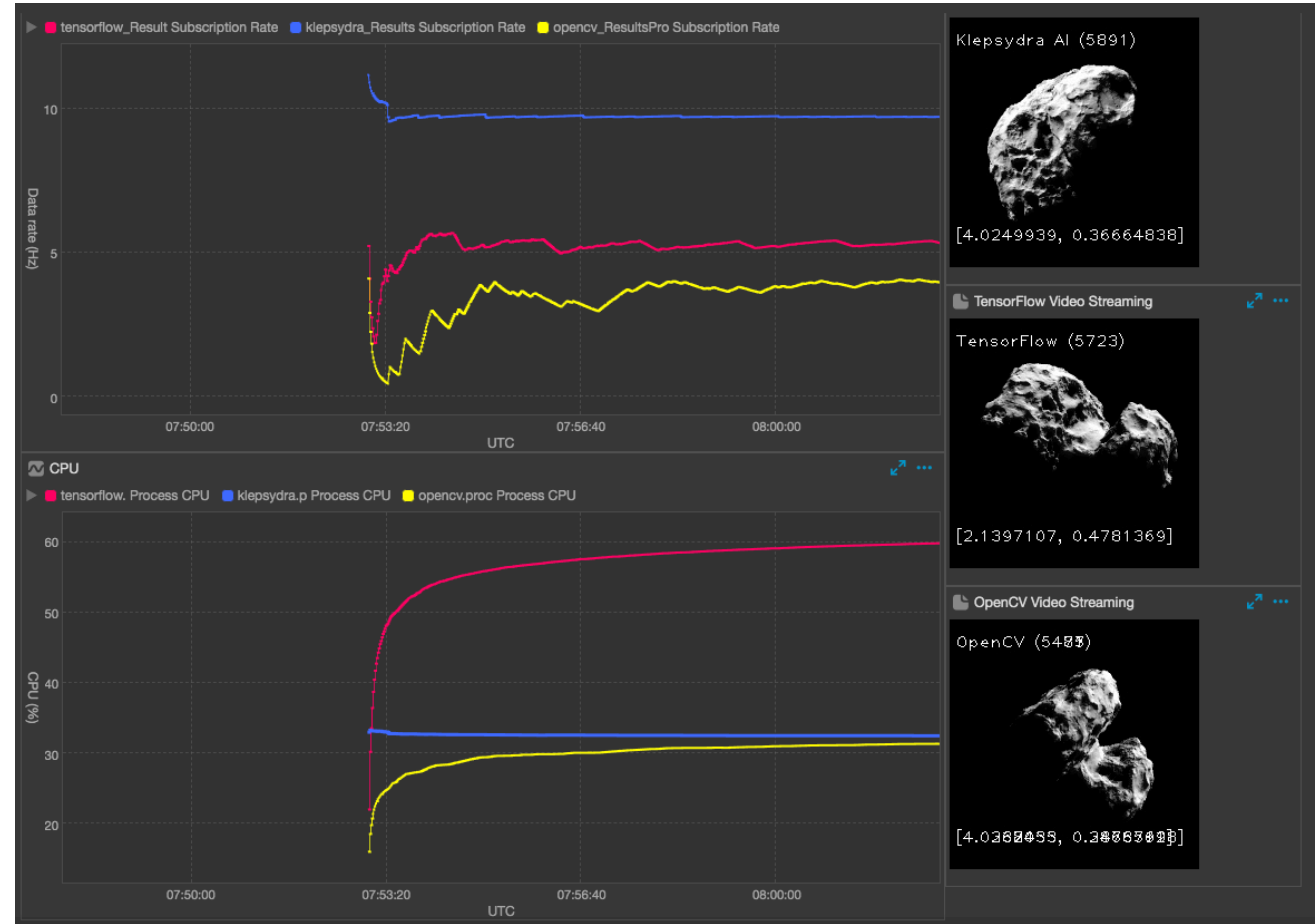 tensorflow_Result Subscription Rate klepsydra_Results Subscription Rate opencv_ResultsPro Subscription Rate
10
5
0
Data rate (Hz)
07:50:00 07:53:20 07:56:40 08:00:00
UTC
CPU
tensorflow. Process CPU klepsydra.p Process CPU opencv.proc Process CPU
60
50
40
30
20
CPU (%)
07:50:00 07:53:20 07:56:40 08:00:00
UTC
Klepsydra AI (5891)
[4.0249939, 0.36664838]
TensorFlow Video Streaming
TensorFlow (5723)
[2.1397107, 0.4781369]
OpenCV Video Streaming
OpenCV